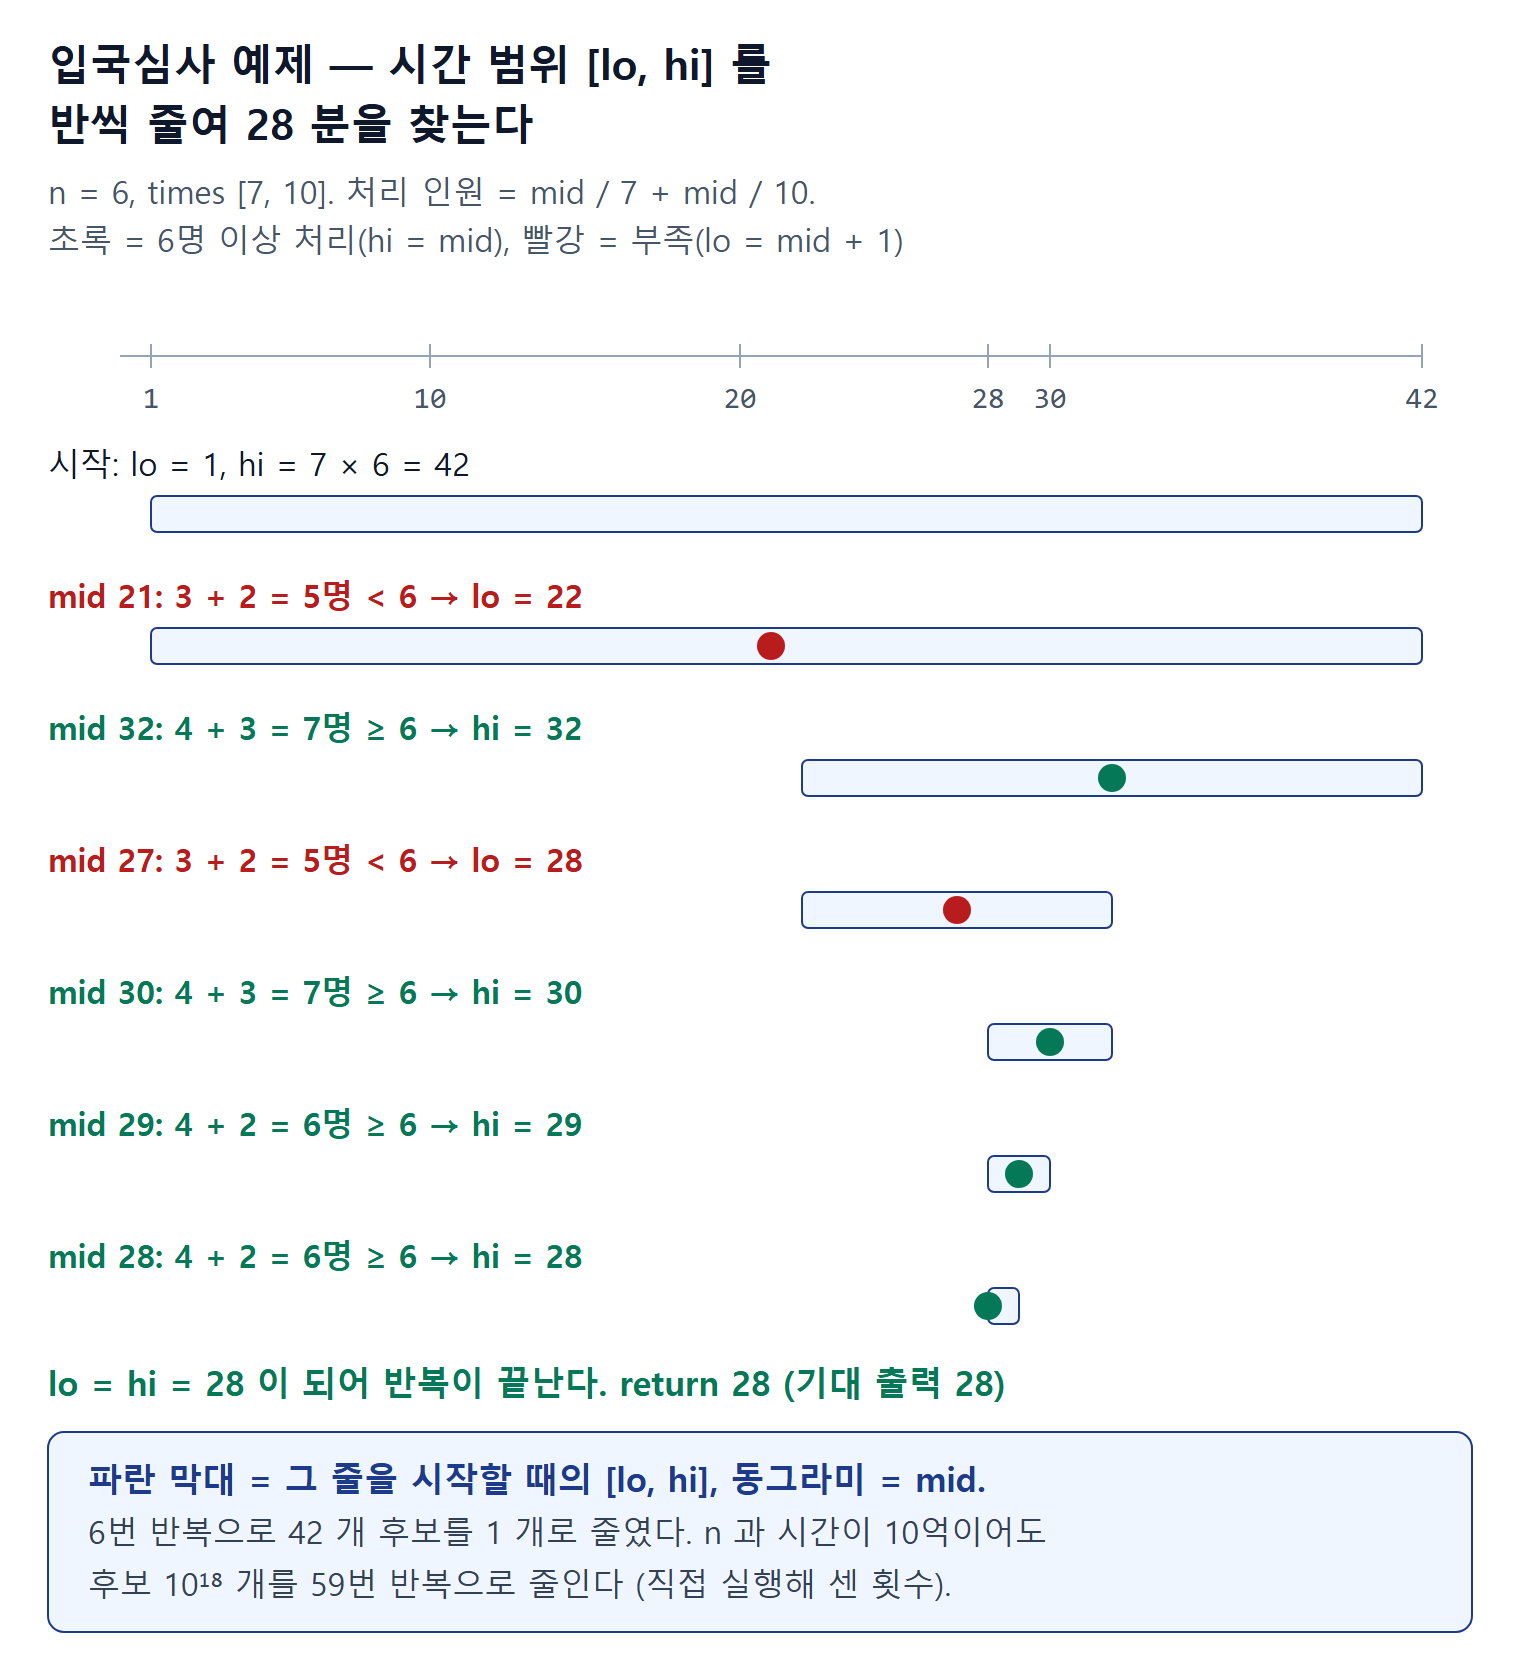 입국심사 예제 — 시간 범위 [lo, hi] 를
반씩 줄여 28 분을 찾는다
n = 6, times [7, 10]. 처리 인원 = mid / 7 + mid / 10.
초록 = 6명 이상 처리(hi = mid), 빨강 = 부족(lo = mid + 1)
1 10 20 28 30 42
시작: lo = 1, hi = 7 × 6 = 42
mid 21: 3 + 2 = 5명 < 6 → lo = 22
mid 32: 4 + 3 = 7명 ≥ 6 → hi = 32
mid 27: 3 + 2 = 5명 < 6 → lo = 28
mid 30: 4 + 3 = 7명 ≥ 6 → hi = 30
mid 29: 4 + 2 = 6명 ≥ 6 → hi = 29
mid 28: 4 + 2 = 6명 ≥ 6 → hi = 28
lo = hi = 28 이 되어 반복이 끝난다. return 28 (기대 출력 28)
파란 막대 = 그 줄을 시작할 때의 [lo, hi], 동그라미 = mid.
6번 반복으로 42 개 후보를 1 개로 줄였다. n 과 시간이 10억이어도
후보 10¹⁸ 개를 59번 반복으로 줄인다 (직접 실행해 센 횟수).